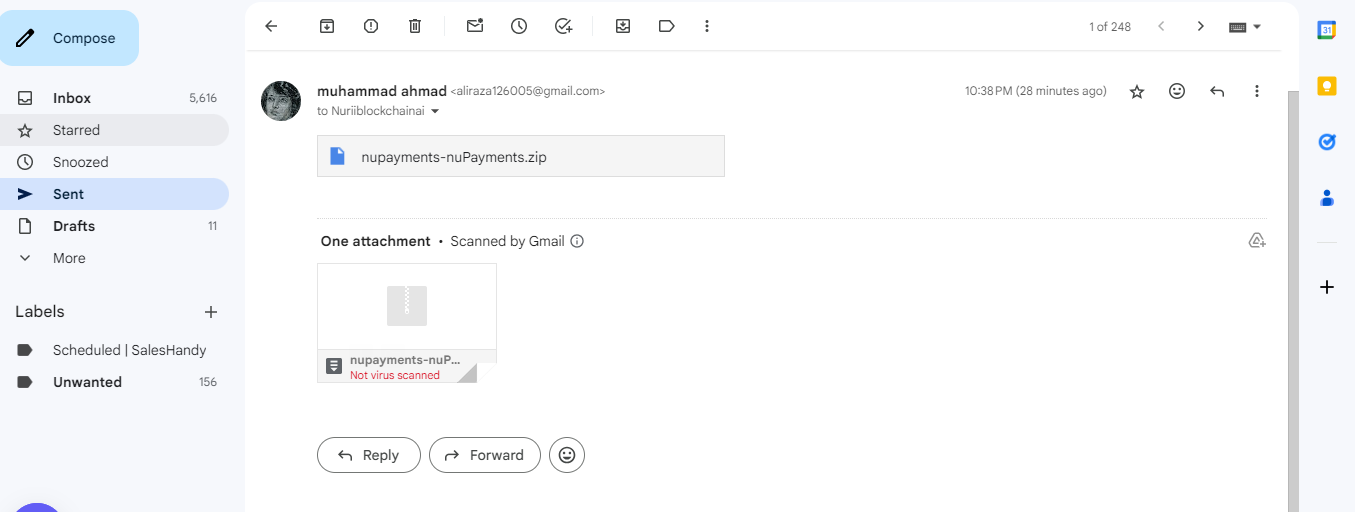 Compose
1 of 248
31
Inbox 5,616
Starred
Snoozed
Sent
Drafts 11
More
Labels
Scheduled | SalesHandy
Unwanted 156
muhammad ahmad <aliraza126005@gmail.com> 10:38 PM (28 minutes ago)
to Nuriiblockchainai
nupayments-nuPayments.zip
One attachment • Scanned by Gmail
nupayments-nuP...
Not virus scanned
Reply Forward